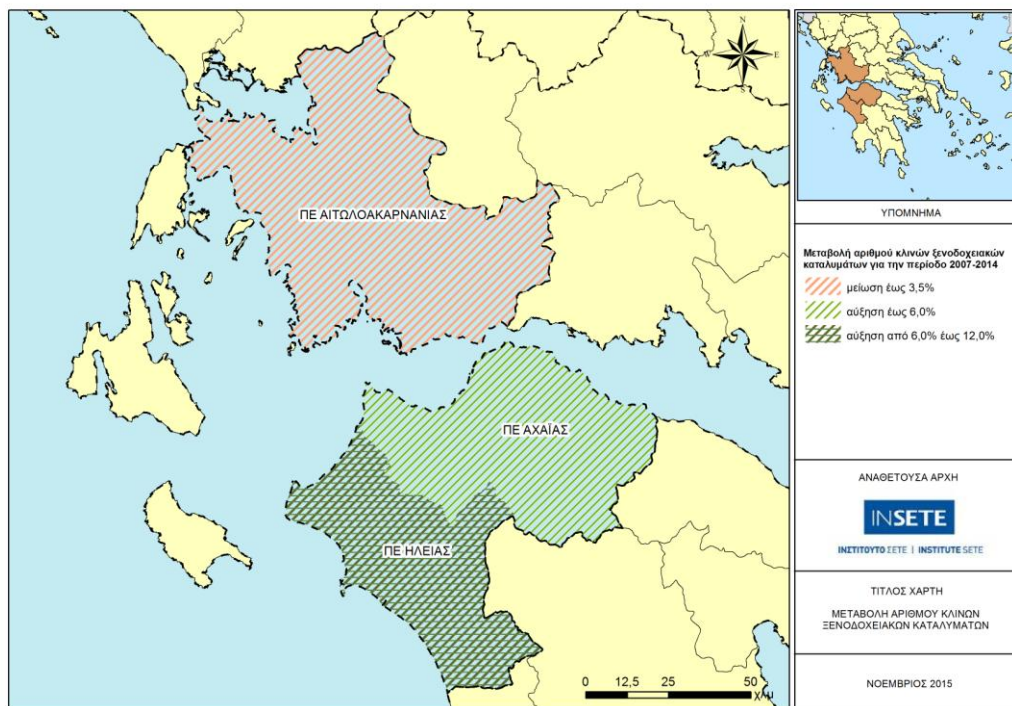 N
W
E
S
ΠΕ ΑΙΤΩΛΟΑΚΑΡΝΑΝΙΑΣ
ΠΕ ΑΧΑΪΑΣ
ΠΕ ΗΛΕΙΑΣ
0 12,5 25 50
χλμ
ΥΠΟΜΝΗΜΑ
Μεταβολή αριθμού κλινών ξενοδοχειακών
καταλυμάτων για την περίοδο 2007-2014
μείωση έως 3,5%
αύξηση έως 6,0%
αύξηση από 6,0% έως 12,0%
ΑΝΑΘΕΤΟΥΣΑ ΑΡΧΗ
INSETE
ΙΝΣΤΙΤΟΥΤΟ ΣΕΤΕ | INSTITUTE SETE
ΤΙΤΛΟΣ ΧΑΡΤΗ
ΜΕΤΑΒΟΛΗ ΑΡΙΘΜΟΥ ΚΛΙΝΩΝ
ΞΕΝΟΔΟΧΕΙΑΚΩΝ ΚΑΤΑΛΥΜΑΤΩΝ
ΝΟΕΜΒΡΙΟΣ 2015